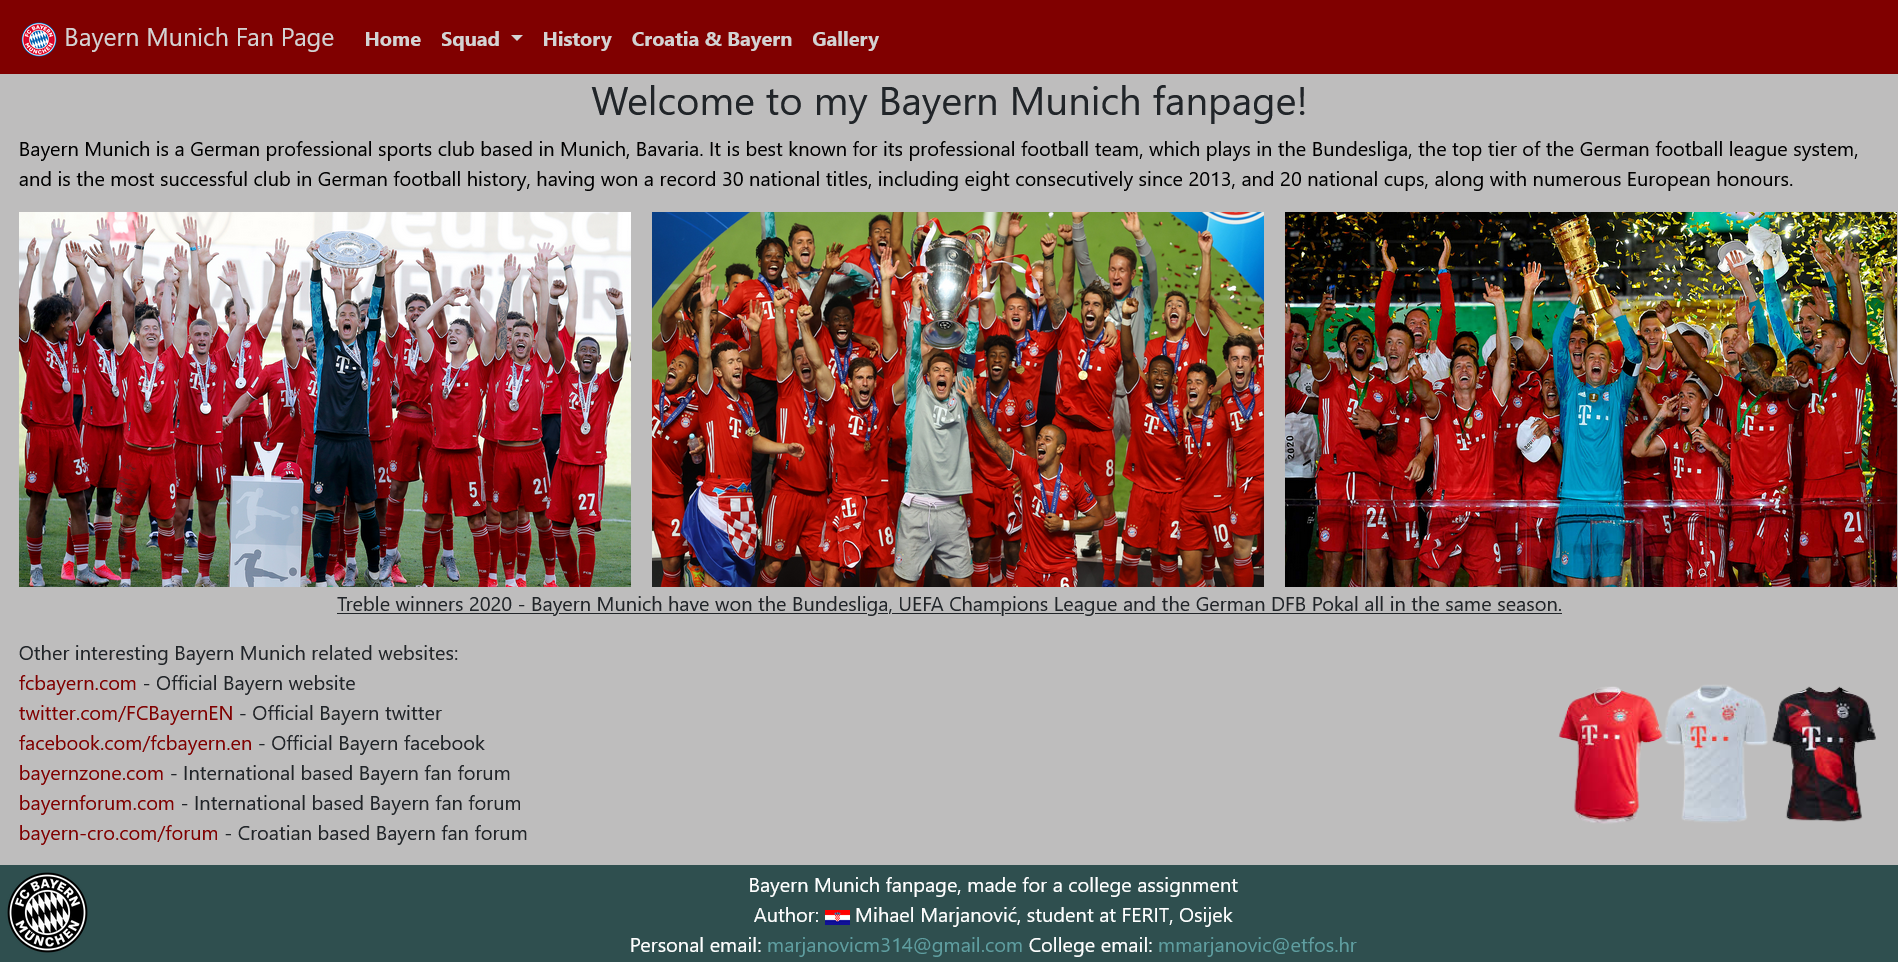 Bayern Munich Fan Page Home Squad History Croatia & Bayern Gallery
Welcome to my Bayern Munich fanpage!
Bayern Munich is a German professional sports club based in Munich, Bavaria. It is best known for its professional football team, which plays in the Bundesliga, the top tier of the German football league system,
and is the most successful club in German football history, having won a record 30 national titles, including eight consecutively since 2013, and 20 national cups, along with numerous European honours.
Treble winners 2020 - Bayern Munich have won the Bundesliga, UEFA Champions League and the German DFB Pokal all in the same season.
Other interesting Bayern Munich related websites:
fcbayern.com - Official Bayern website
twitter.com/FCBayernEN - Official Bayern twitter
facebook.com/fcbayern.en - Official Bayern facebook
bayernzone.com - International based Bayern fan forum
bayernforum.com - International based Bayern fan forum
bayern-cro.com/forum - Croatian based Bayern fan forum
FC BAYERN
MÜNCHEN
Bayern Munich fanpage, made for a college assignment
Author: Mihael Marjanović, student at FERIT, Osijek
Personal email: marjanovicm314@gmail.com College email: mmarjanovic@etfos.hr